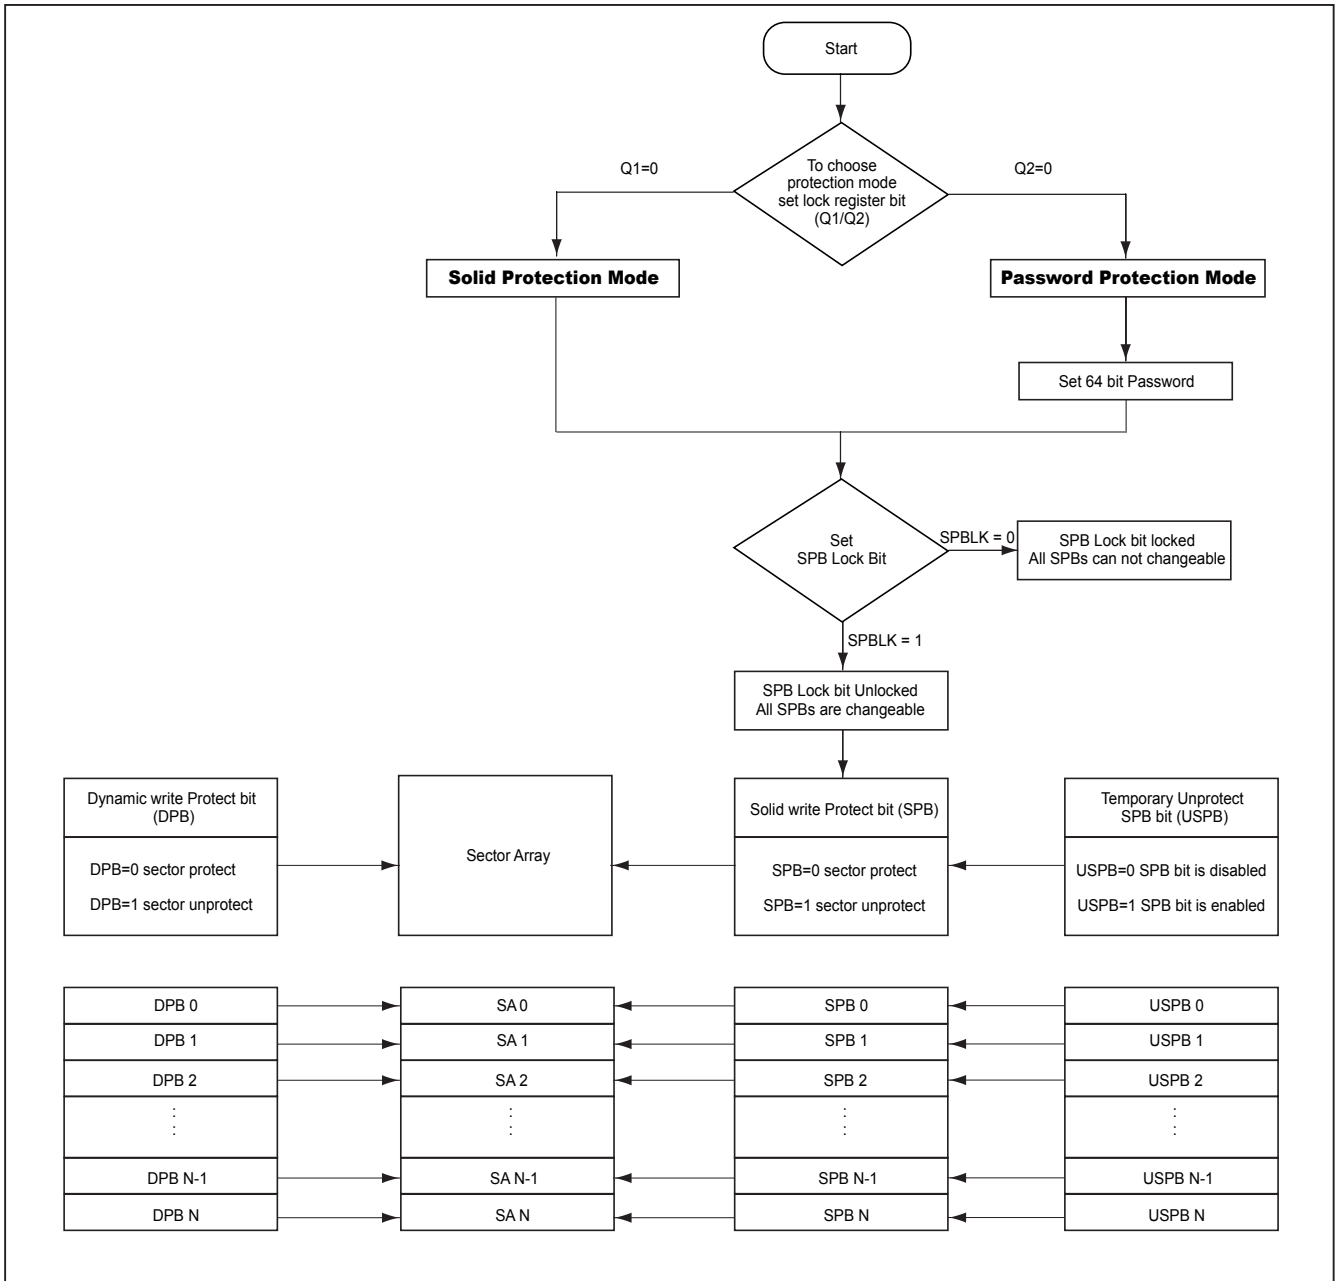 Start
To choose
protection mode
set lock register bit
(Q1/Q2)
Q1=0
Q2=0
Solid Protection Mode
Password Protection Mode
Set 64 bit Password
Set
SPB Lock Bit
SPBLK = 0
SPB Lock bit locked
All SPBs can not changeable
SPBLK = 1
SPB Lock bit Unlocked
All SPBs are changeable
Dynamic write Protect bit
(DPB)
DPB=0 sector protect
DPB=1 sector unprotect
Sector Array
Solid write Protect bit (SPB)
SPB=0 sector protect
SPB=1 sector unprotect
Temporary Unprotect
SPB bit (USPB)
USPB=0 SPB bit is disabled
USPB=1 SPB bit is enabled
DPB 0
SA 0
SPB 0
USPB 0
DPB 1
SA 1
SPB 1
USPB 1
DPB 2
SA 2
SPB 2
USPB 2
DPB N-1
SA N-1
SPB N-1
USPB N-1
DPB N
SA N
SPB N
USPB N